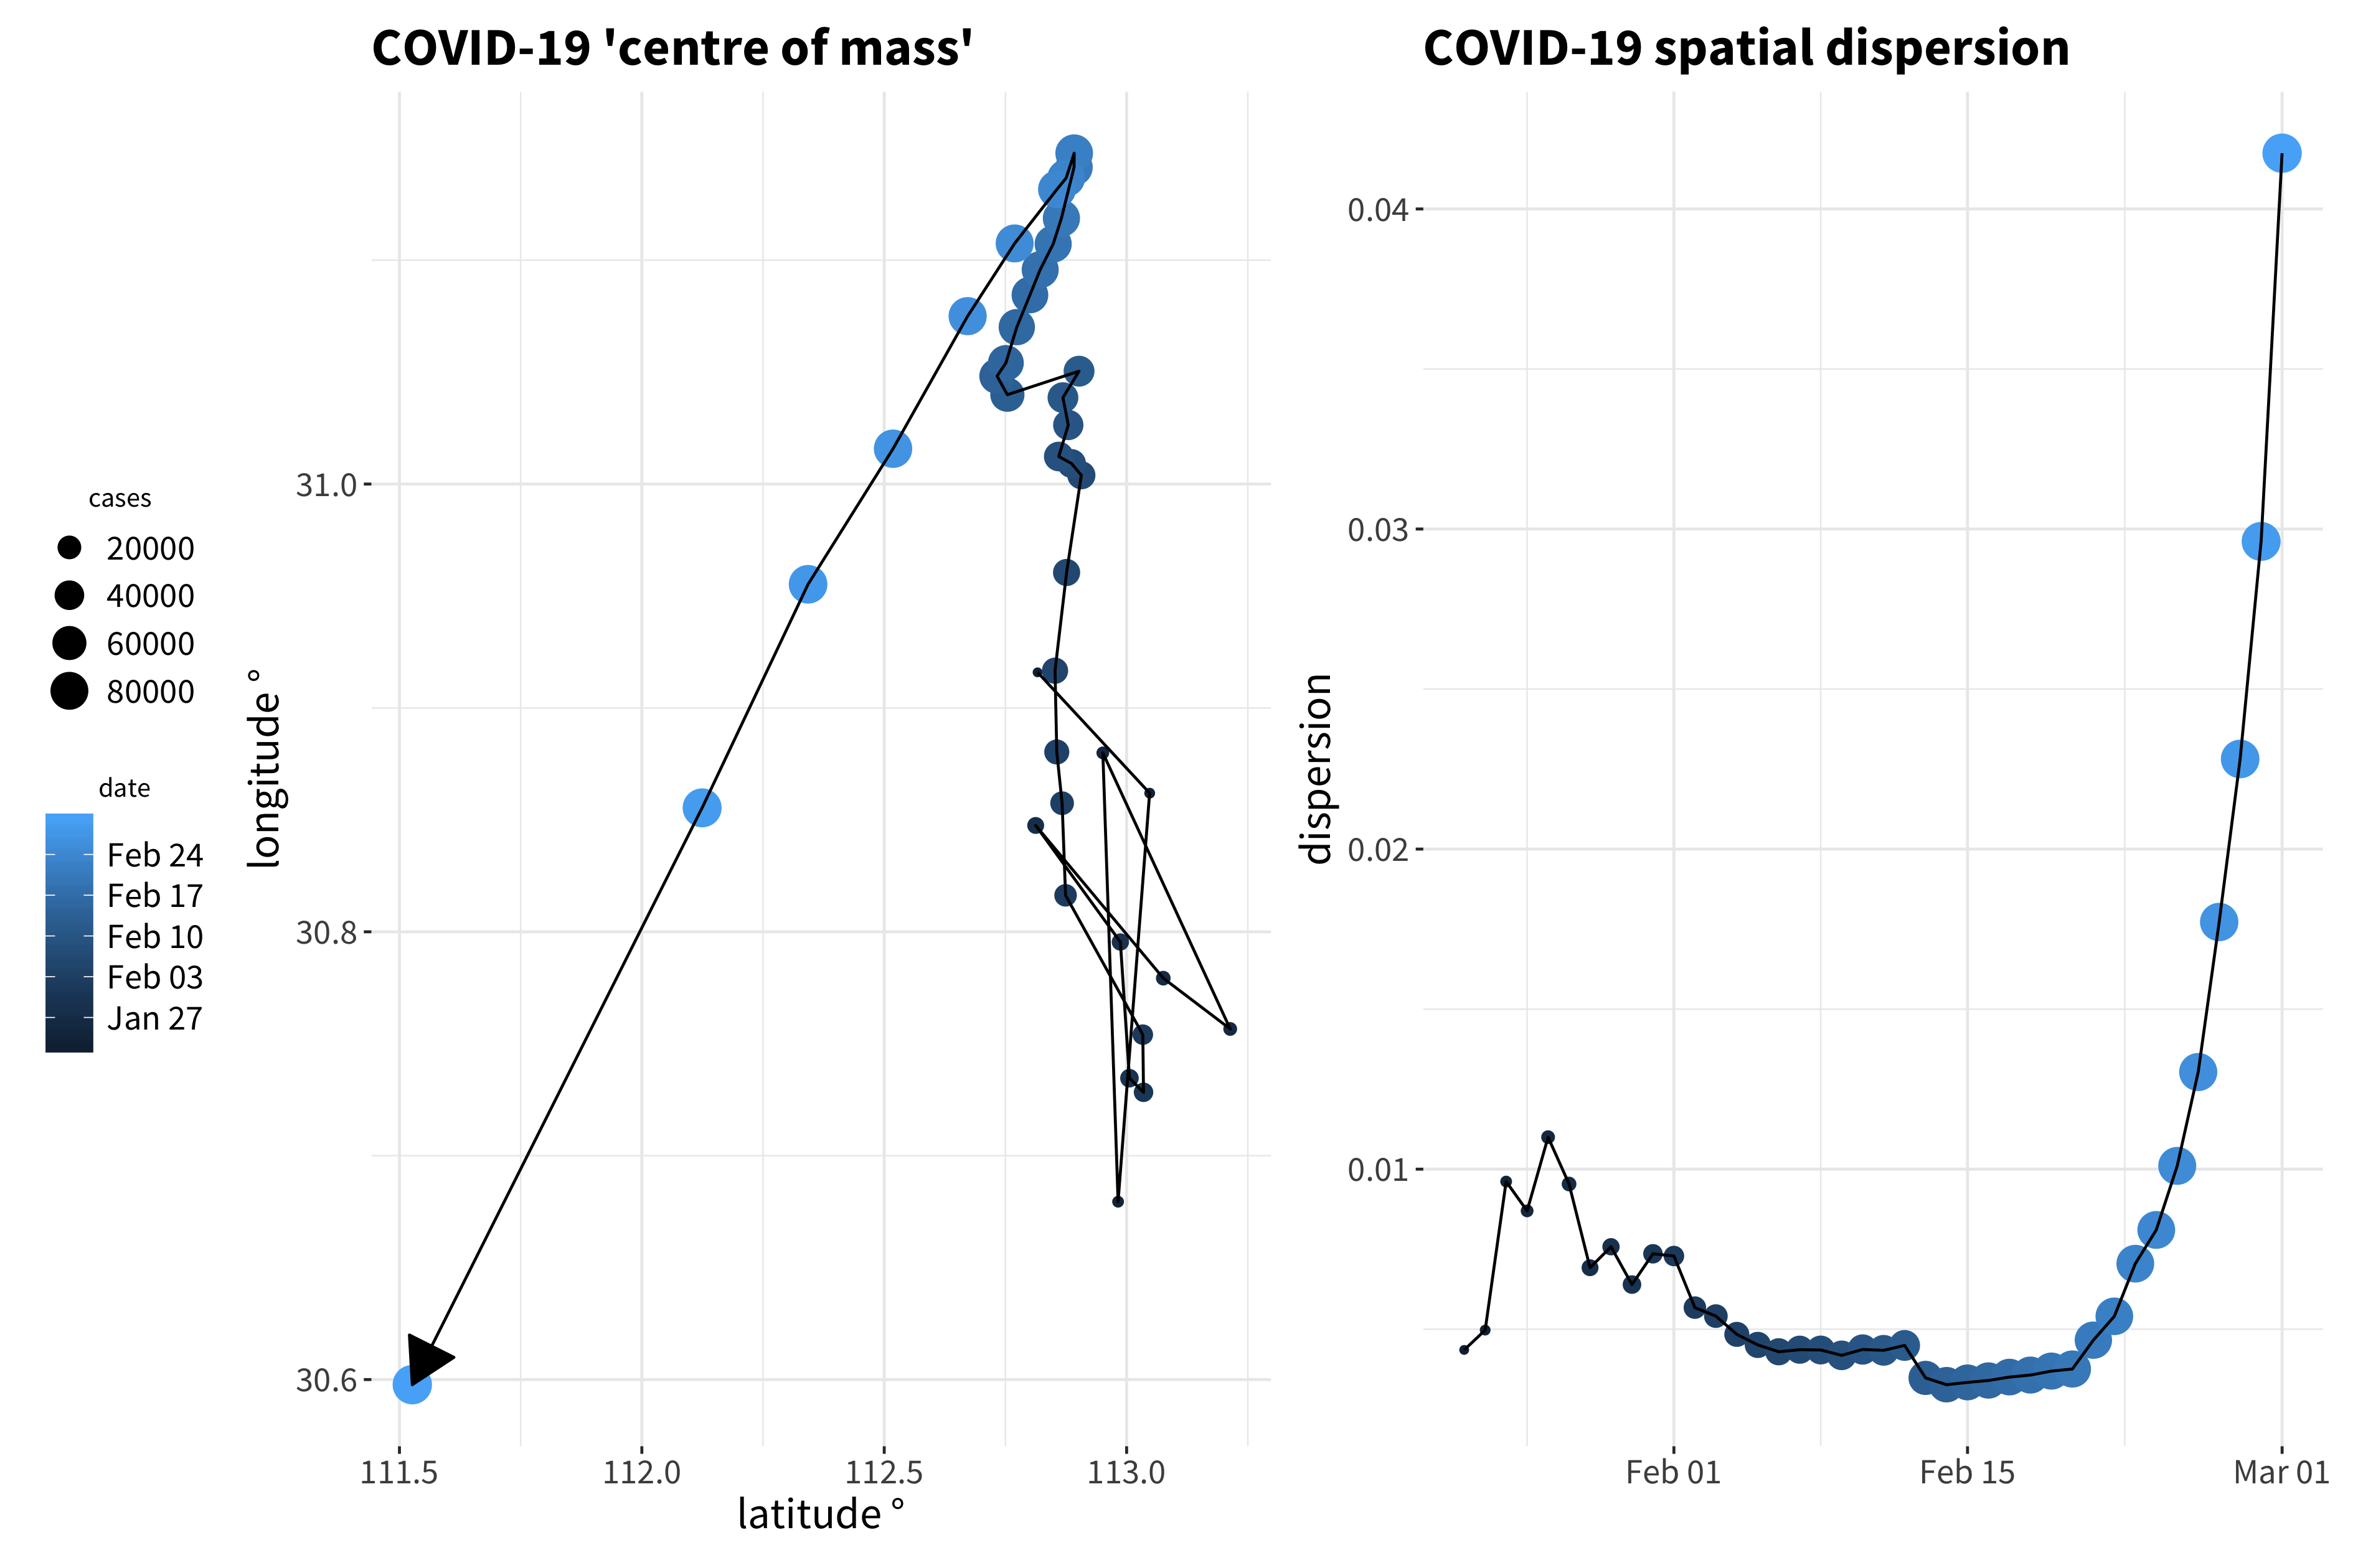 COVID-19 'centre of mass'
COVID-19 spatial dispersion
cases
20000
40000
60000
80000
date
Feb 24
Feb 17
Feb 10
Feb 03
Jan 27
longitude °
31.0
30.8
30.6
111.5 112.0 112.5 113.0
latitude °
dispersion
0.04
0.03
0.02
0.01
Feb 01 Feb 15 Mar 01